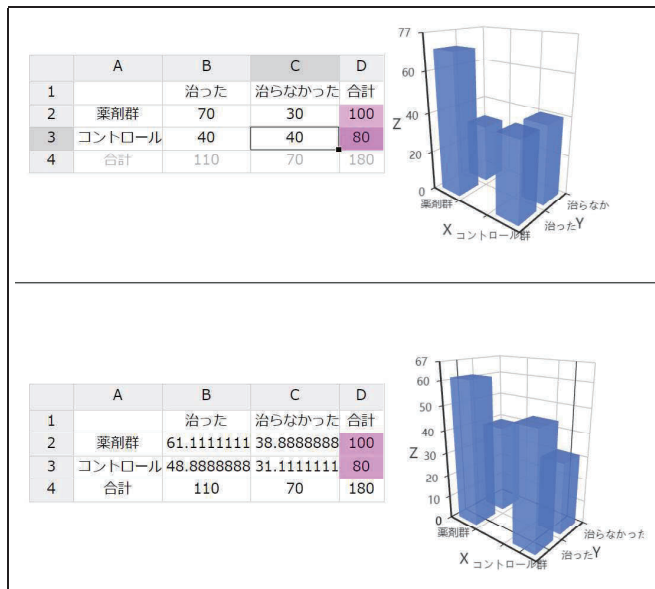 A B C D
1 治った 治らなかった 合計
2 薬剤群 70 30 100
3 コントロール 40 40 80
4 合計 110 70 180
77
60
40
20
0
Z
薬剤群
X
コントロール群
治った
Y
治らなか
A B C D
1 治った 治らなかった 合計
2 薬剤群 61.1111111 38.8888888 100
3 コントロール 48.8888888 31.1111111 80
4 合計 110 70 180
67
60
50
40
30
20
10
0
Z
薬剤群
X
コントロール群
治った
Y
治らなかった